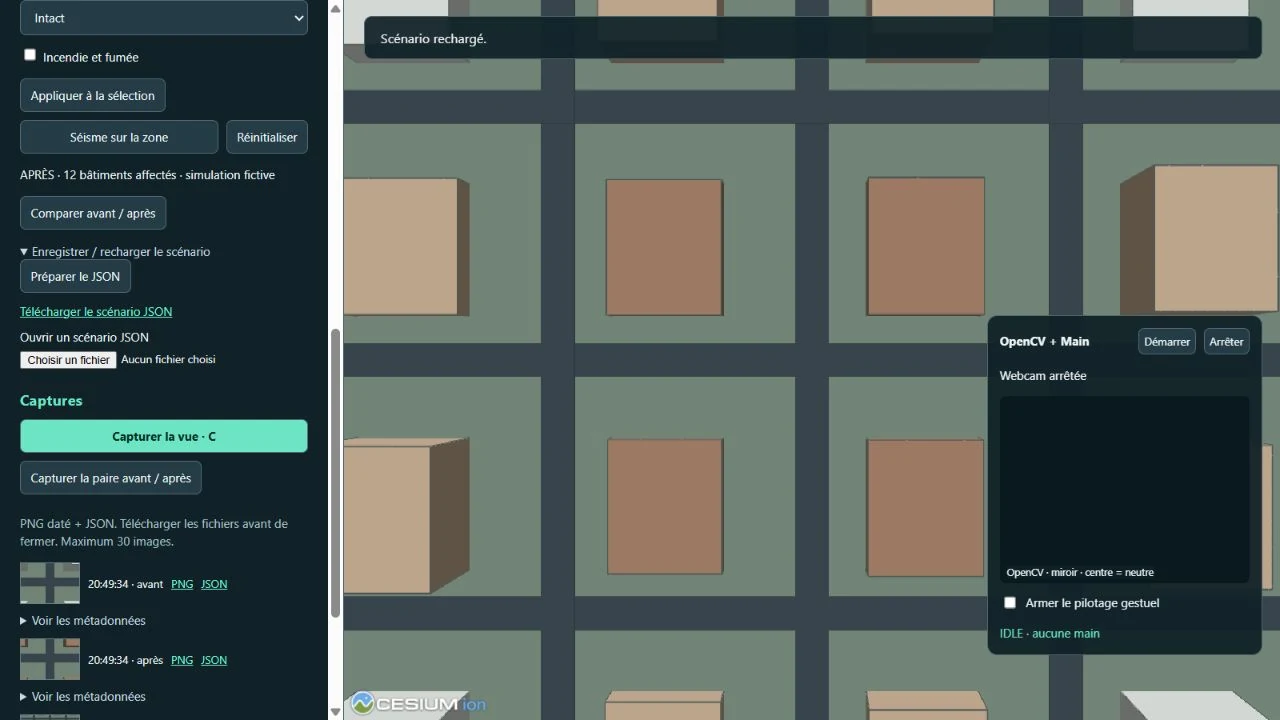 Intact
Scénario rechargé.
Incendie et fumée
Appliquer à la sélection
Séisme sur la zone
Réinitialiser
APRÈS · 12 bâtiments affectés · simulation fictive
Comparer avant / après
▼ Enregistrer / recharger le scénario
Préparer le JSON
Télécharger le scénario JSON
Ouvrir un scénario JSON
Choisir un fichier Aucun fichier choisi
Captures
Capturer la vue · C
Capturer la paire avant / après
PNG daté + JSON. Télécharger les fichiers avant de
fermer. Maximum 30 images.
20:49:34 · avant PNG JSON
▶ Voir les métadonnées
20:49:34 · après PNG JSON
▶ Voir les métadonnées
OpenCV + Main
Démarrer
Arrêter
Webcam arrêtée
OpenCV · miroir · centre = neutre
Armer le pilotage gestuel
IDLE · aucune main
CESIUM ion